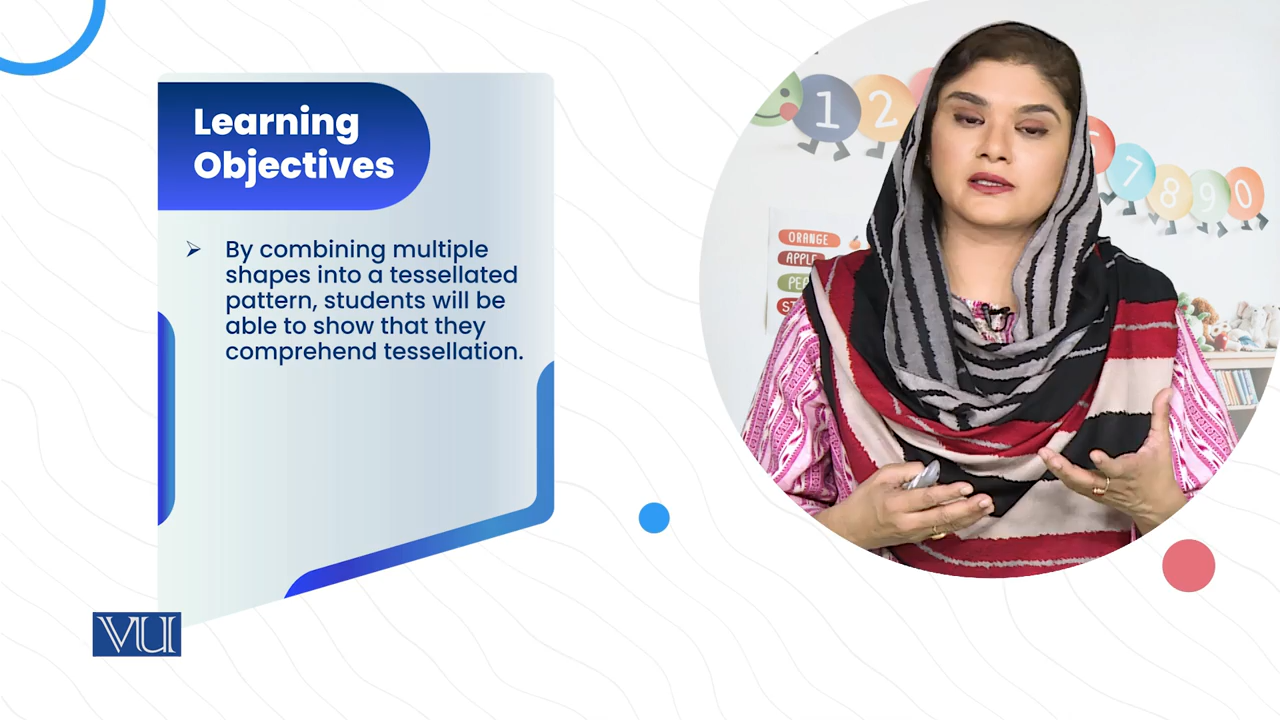 Learning
Objectives
➢ By combining multiple
shapes into a tessellated
pattern, students will be
able to show that they
comprehend tessellation.
VU
1 2
6 7 8 9 0
ORANGE
APPLE